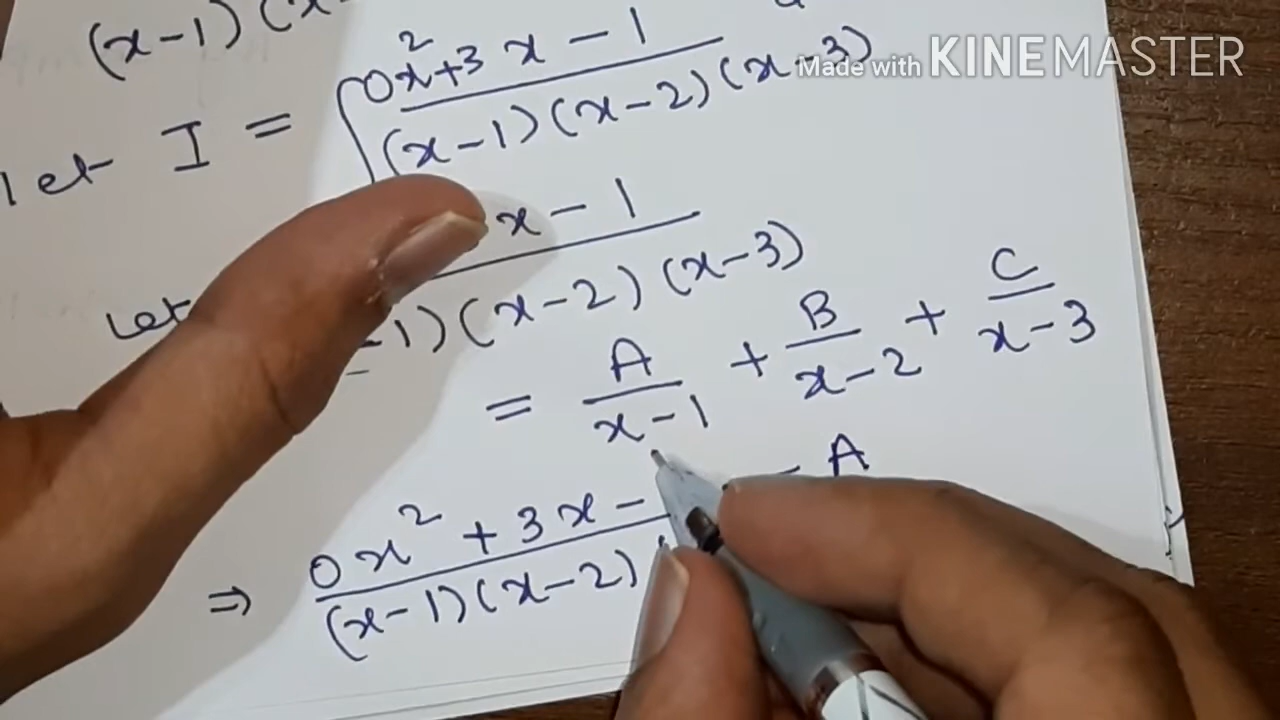 (x-1)(x-
Let I = ∫ 0x²+3x-1 / (x-1)(x-2)(x-3)
Made with KINEMASTER
Let x-1 / -1)(x-2)(x-3)
= A/x-1 + B/x-2 + C/x-3
⇒ 0x²+3x- / (x-1)(x-2) A